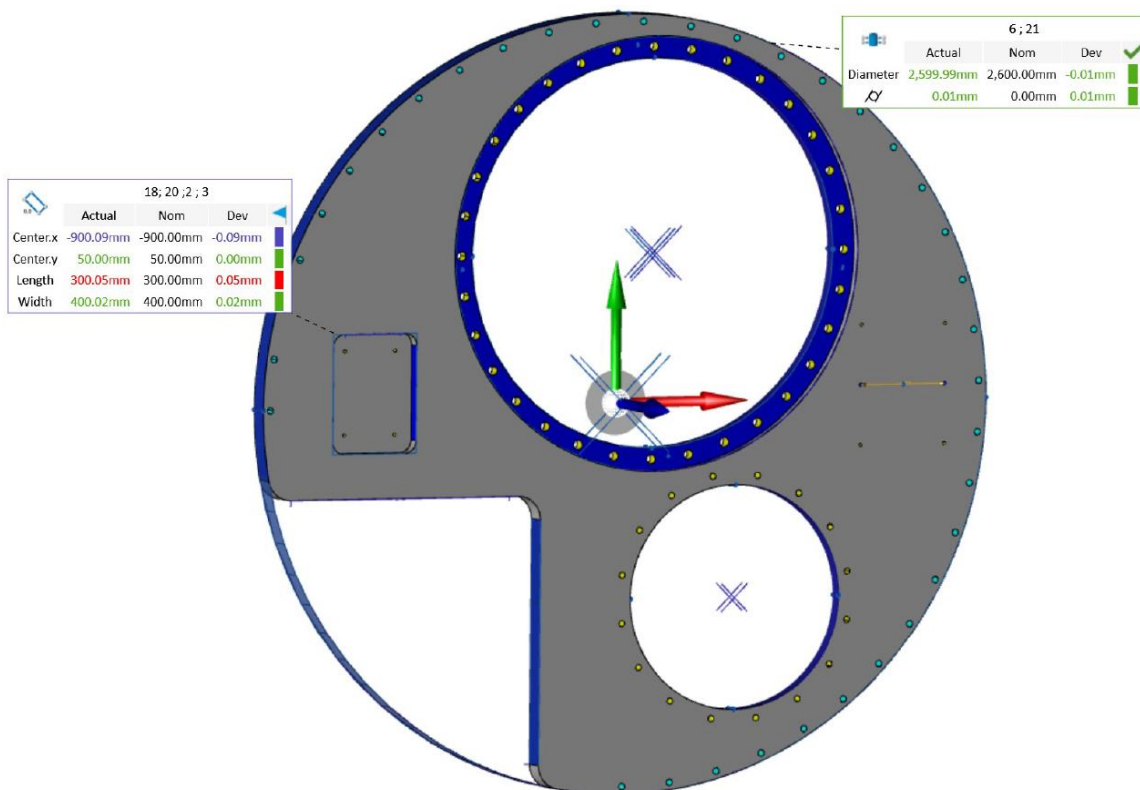 6 ; 21
Actual Nom Dev
Diameter 2,599.99mm 2,600.00mm -0.01mm
0.01mm 0.00mm 0.01mm
18; 20 ;2 ; 3
Actual Nom Dev
Center.x -900.09mm -900.00mm -0.09mm
Center.y 50.00mm 50.00mm 0.00mm
Length 300.05mm 300.00mm 0.05mm
Width 400.02mm 400.00mm 0.02mm